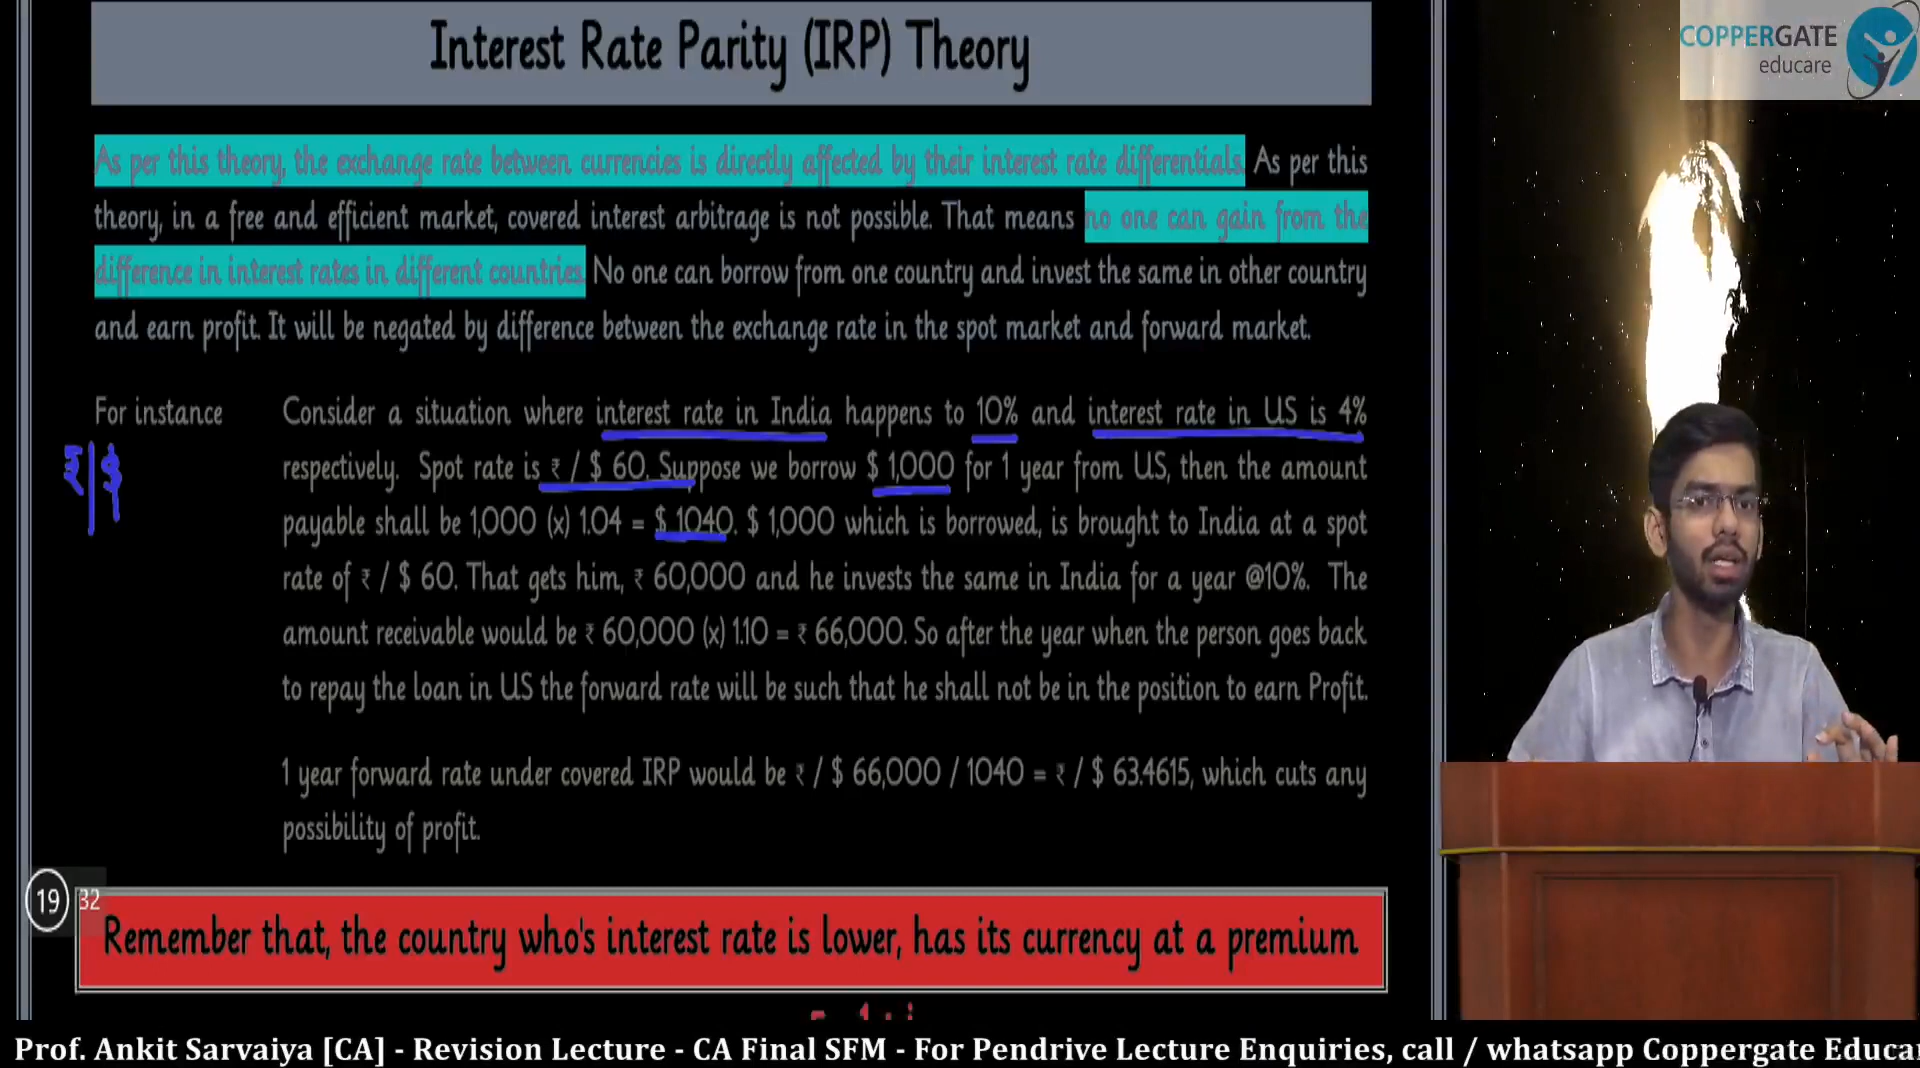 Interest Rate Parity (IRP) Theory
COPPERGATE
educare
As per this theory, the exchange rate between currencies is directly affected by their interest rate differentials. As per this
theory, in a free and efficient market, covered interest arbitrage is not possible. That means no one can gain from the
difference in interest rates in different countries. No one can borrow from one country and invest the same in other country
and earn profit. It will be negated by difference between the exchange rate in the spot market and forward market.
For instance Consider a situation where interest rate in India happens to 10% and interest rate in US is 4%
respectively. Spot rate is ₹ / $ 60. Suppose we borrow $ 1,000 for 1 year from US, then the amount
₹ | $
payable shall be 1,000 (x) 1.04 = $ 1040. $ 1,000 which is borrowed, is brought to India at a spot
rate of ₹ / $ 60. That gets him, ₹ 60,000 and he invests the same in India for a year @10%. The
amount receivable would be ₹ 60,000 (x) 1.10 = ₹ 66,000. So after the year when the person goes back
to repay the loan in US the forward rate will be such that he shall not be in the position to earn Profit.
1 year forward rate under covered IRP would be ₹ / $ 66,000 / 1040 = ₹ / $ 63.4615, which cuts any
possibility of profit.
19 32
Remember that, the country who's interest rate is lower, has its currency at a premium
Prof. Ankit Sarvaiya [CA] - Revision Lecture - CA Final SFM - For Pendrive Lecture Enquiries, call / whatsapp Coppergate Educar